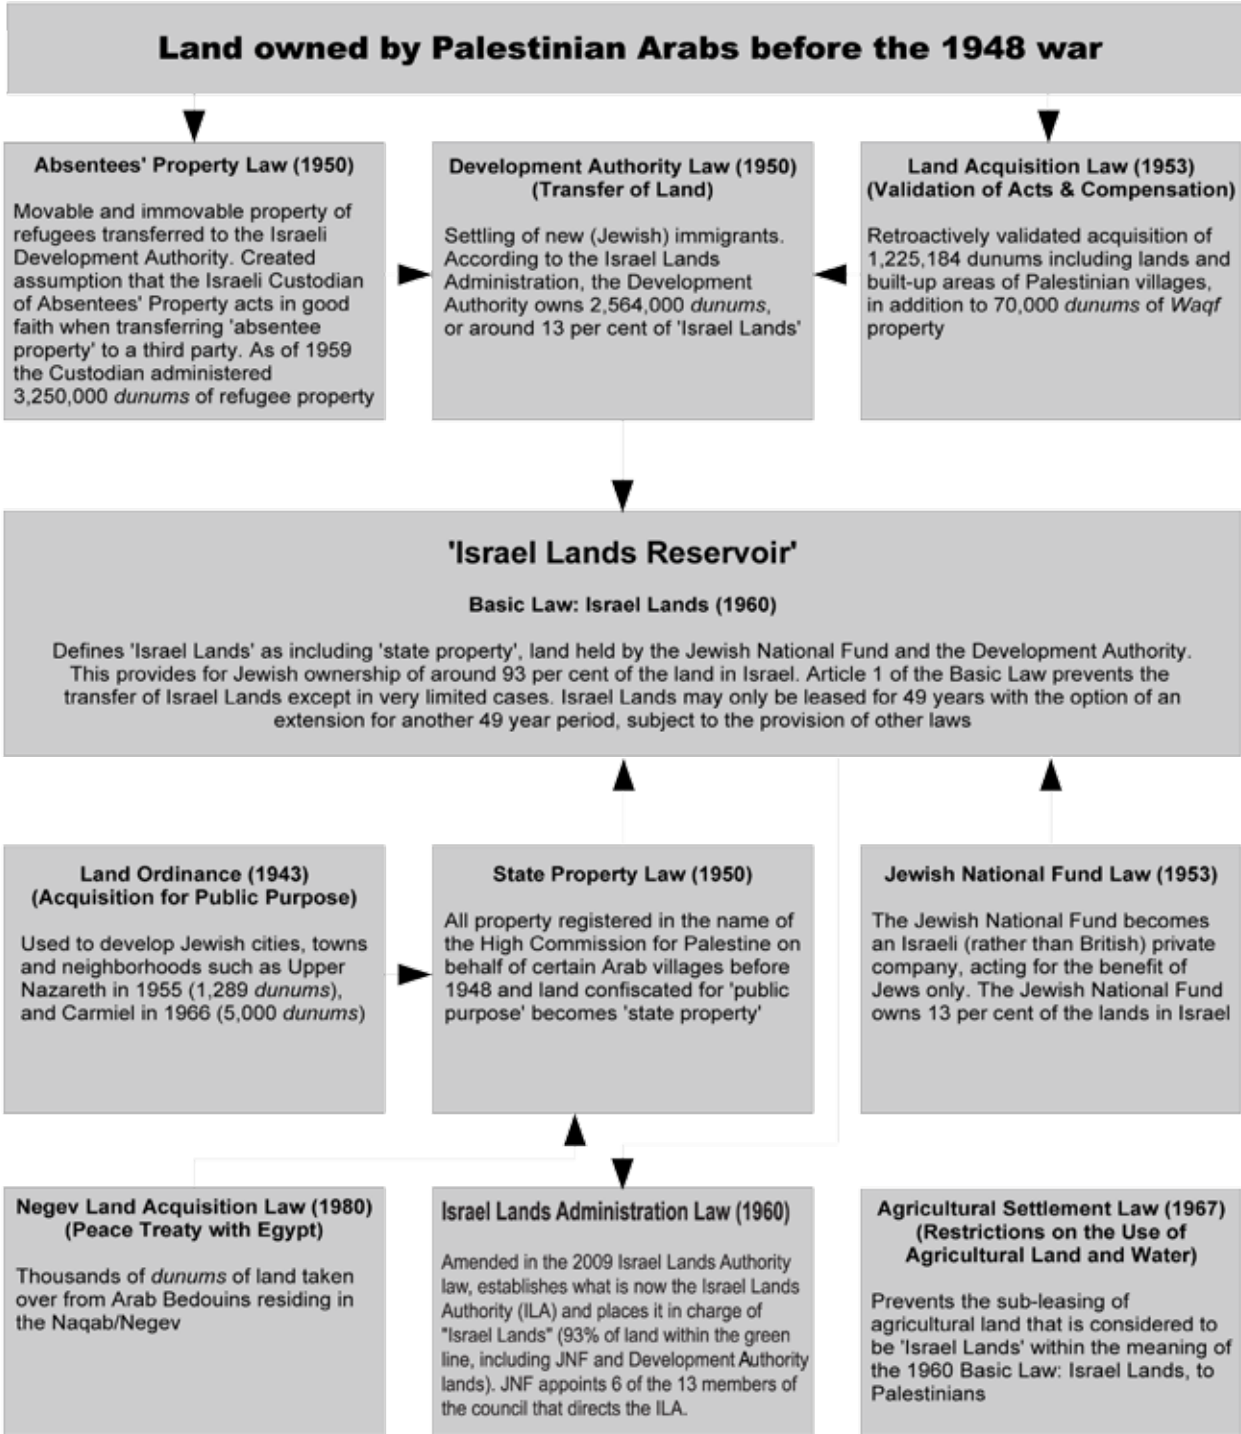 Land owned by Palestinian Arabs before the 1948 war
Absentees' Property Law (1950)
Movable and immovable property of
refugees transferred to the Israeli
Development Authority. Created
assumption that the Israeli Custodian
of Absentees' Property acts in good
faith when transferring 'absentee
property' to a third party. As of 1959
the Custodian administered
3,250,000 dunums of refugee property
Development Authority Law (1950)
(Transfer of Land)
Settling of new (Jewish) immigrants.
According to the Israel Lands
Administration, the Development
Authority owns 2,564,000 dunums,
or around 13 per cent of 'Israel Lands'
Land Acquisition Law (1953)
(Validation of Acts & Compensation)
Retroactively validated acquisition of
1,225,184 dunums including lands and
built-up areas of Palestinian villages,
in addition to 70,000 dunums of Waqf
property
'Israel Lands Reservoir'
Basic Law: Israel Lands (1960)
Defines 'Israel Lands' as including 'state property', land held by the Jewish National Fund and the Development Authority.
This provides for Jewish ownership of around 93 per cent of the land in Israel. Article 1 of the Basic Law prevents the
transfer of Israel Lands except in very limited cases. Israel Lands may only be leased for 49 years with the option of an
extension for another 49 year period, subject to the provision of other laws
Land Ordinance (1943)
(Acquisition for Public Purpose)
Used to develop Jewish cities, towns
and neighborhoods such as Upper
Nazareth in 1955 (1,289 dunums),
and Carmiel in 1966 (5,000 dunums)
State Property Law (1950)
All property registered in the name of
the High Commission for Palestine on
behalf of certain Arab villages before
1948 and land confiscated for 'public
purpose' becomes 'state property'
Jewish National Fund Law (1953)
The Jewish National Fund becomes
an Israeli (rather than British) private
company, acting for the benefit of
Jews only. The Jewish National Fund
owns 13 per cent of the lands in Israel
Negev Land Acquisition Law (1980)
(Peace Treaty with Egypt)
Thousands of dunums of land taken
over from Arab Bedouins residing in
the Naqab/Negev
Israel Lands Administration Law (1960)
Amended in the 2009 Israel Lands Authority
law, establishes what is now the Israel Lands
Authority (ILA) and places it in charge of
"Israel Lands" (93% of land within the green
line, including JNF and Development Authority
lands). JNF appoints 6 of the 13 members of
the council that directs the ILA.
Agricultural Settlement Law (1967)
(Restrictions on the Use of
Agricultural Land and Water)
Prevents the sub-leasing of
agricultural land that is considered to
be 'Israel Lands' within the meaning of
the 1960 Basic Law: Israel Lands, to
Palestinians